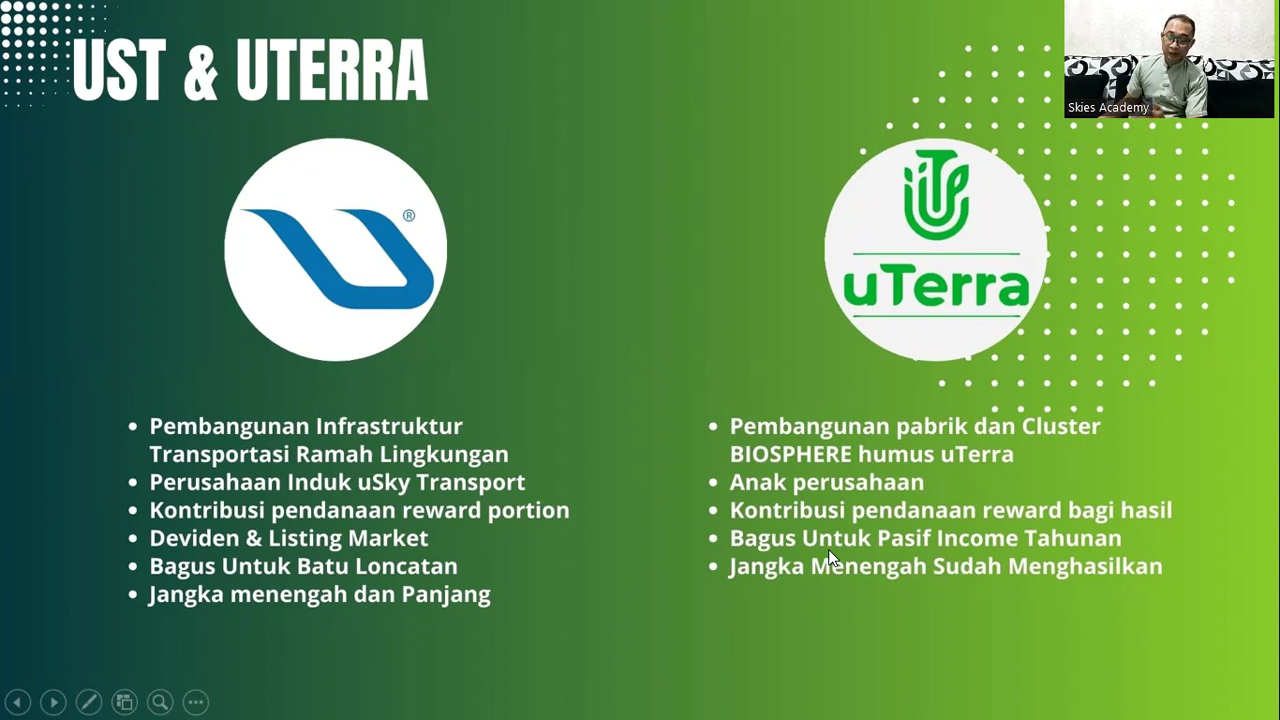 UST & UTERRA
Skies Academy
®
uTerra
Pembangunan Infrastruktur
Transportasi Ramah Lingkungan
Perusahaan Induk uSky Transport
Kontribusi pendanaan reward portion
Deviden & Listing Market
Bagus Untuk Batu Loncatan
Jangka menengah dan Panjang
Pembangunan pabrik dan Cluster
BIOSPHERE humus uTerra
Anak perusahaan
Kontribusi pendanaan reward bagi hasil
Bagus Untuk Pasif Income Tahunan
Jangka Menengah Sudah Menghasilkan